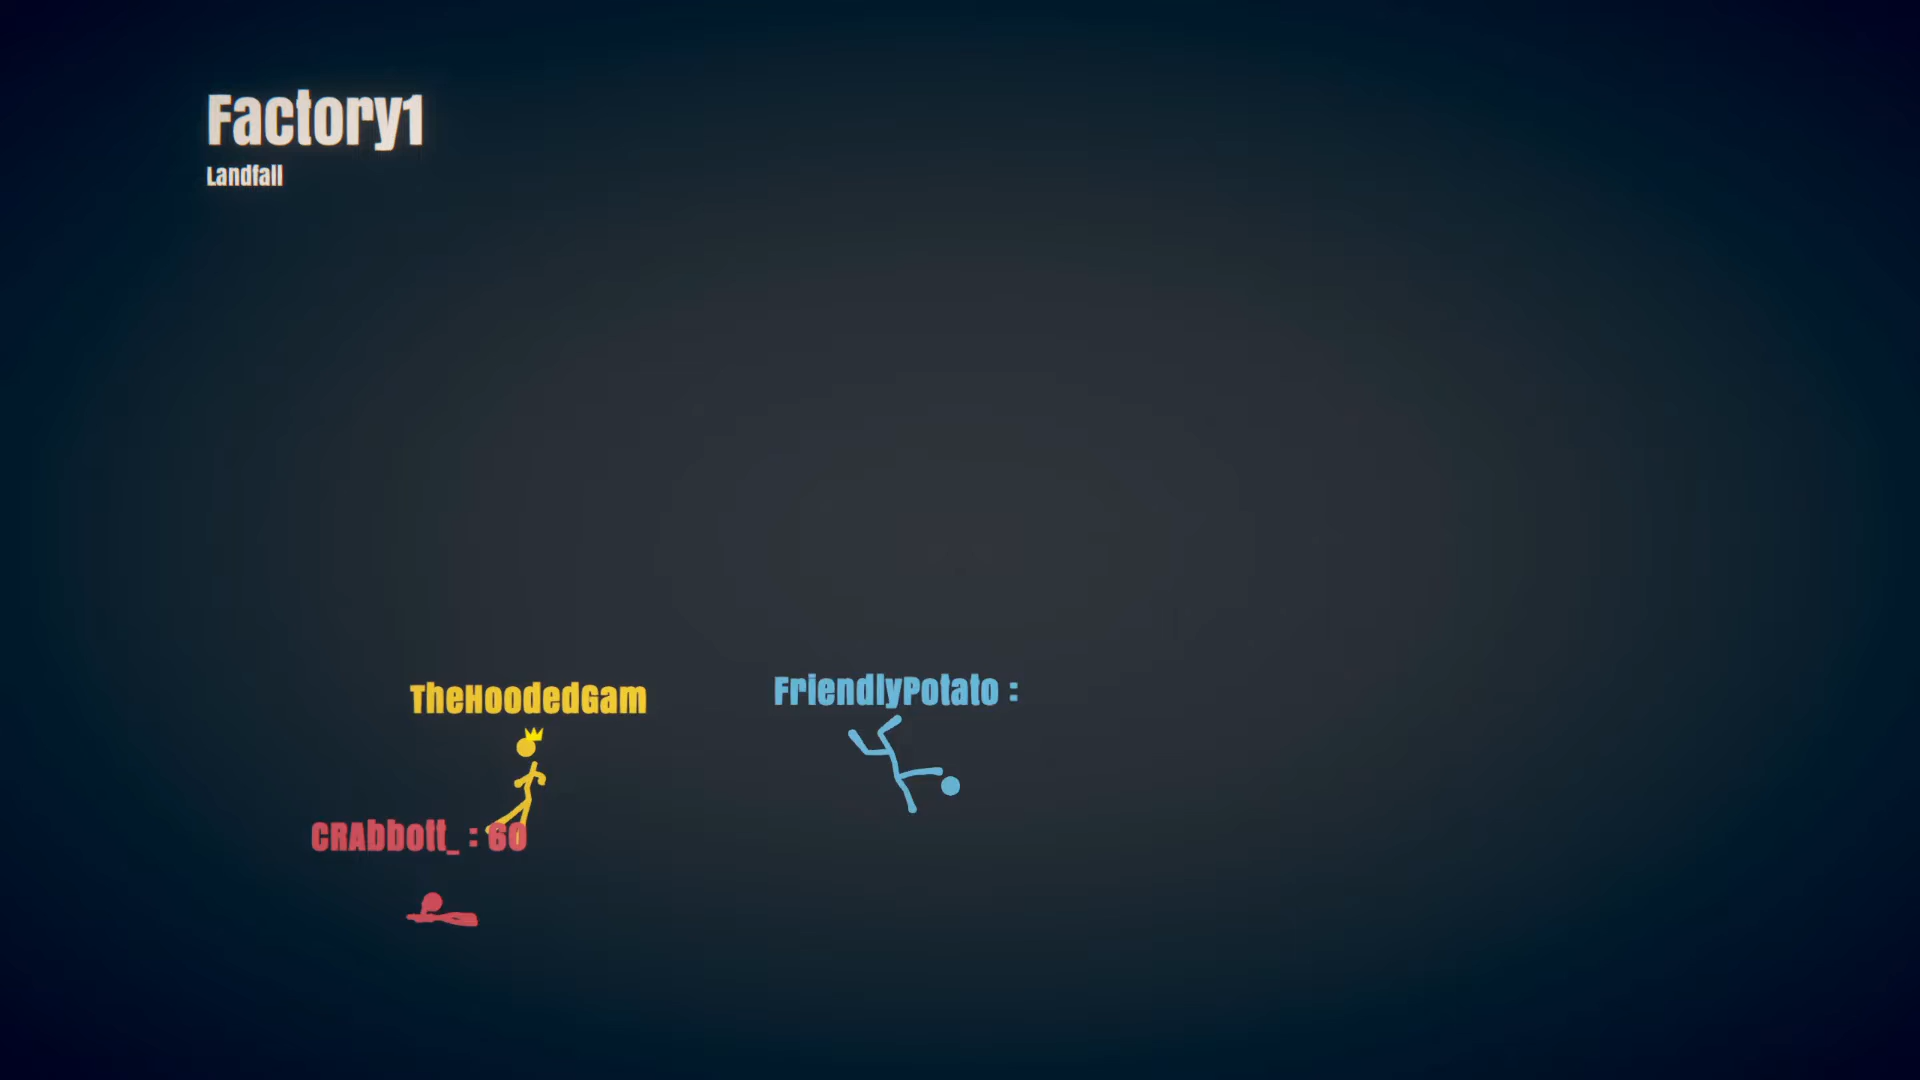 Factory1
Landfall
TheHoodedGam
FriendlyPotato :
CRAbbott_ : 60